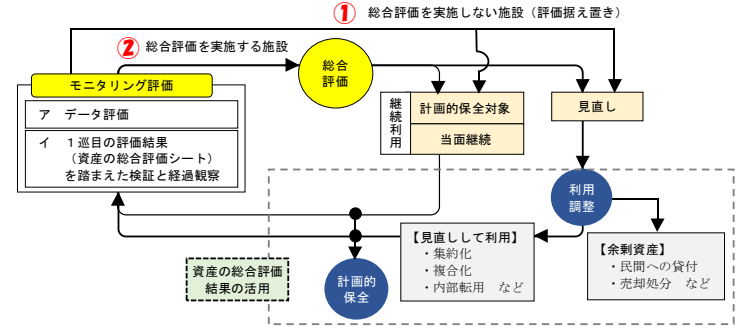 ① 総合評価を実施しない施設（評価据え置き）
② 総合評価を実施する施設
総合
評価
モニタリング評価
ア データ評価
イ １巡目の評価結果
（資産の総合評価シート）
を踏まえた検証と経過観察
継続利用
計画的保全対象
当面継続
見直し
利用
調整
【見直しして利用】
・集約化
・複合化
・内部転用 など
【余剰資産】
・民間への貸付
・売却処分 など
資産の総合評価
結果の活用
計画的
保全